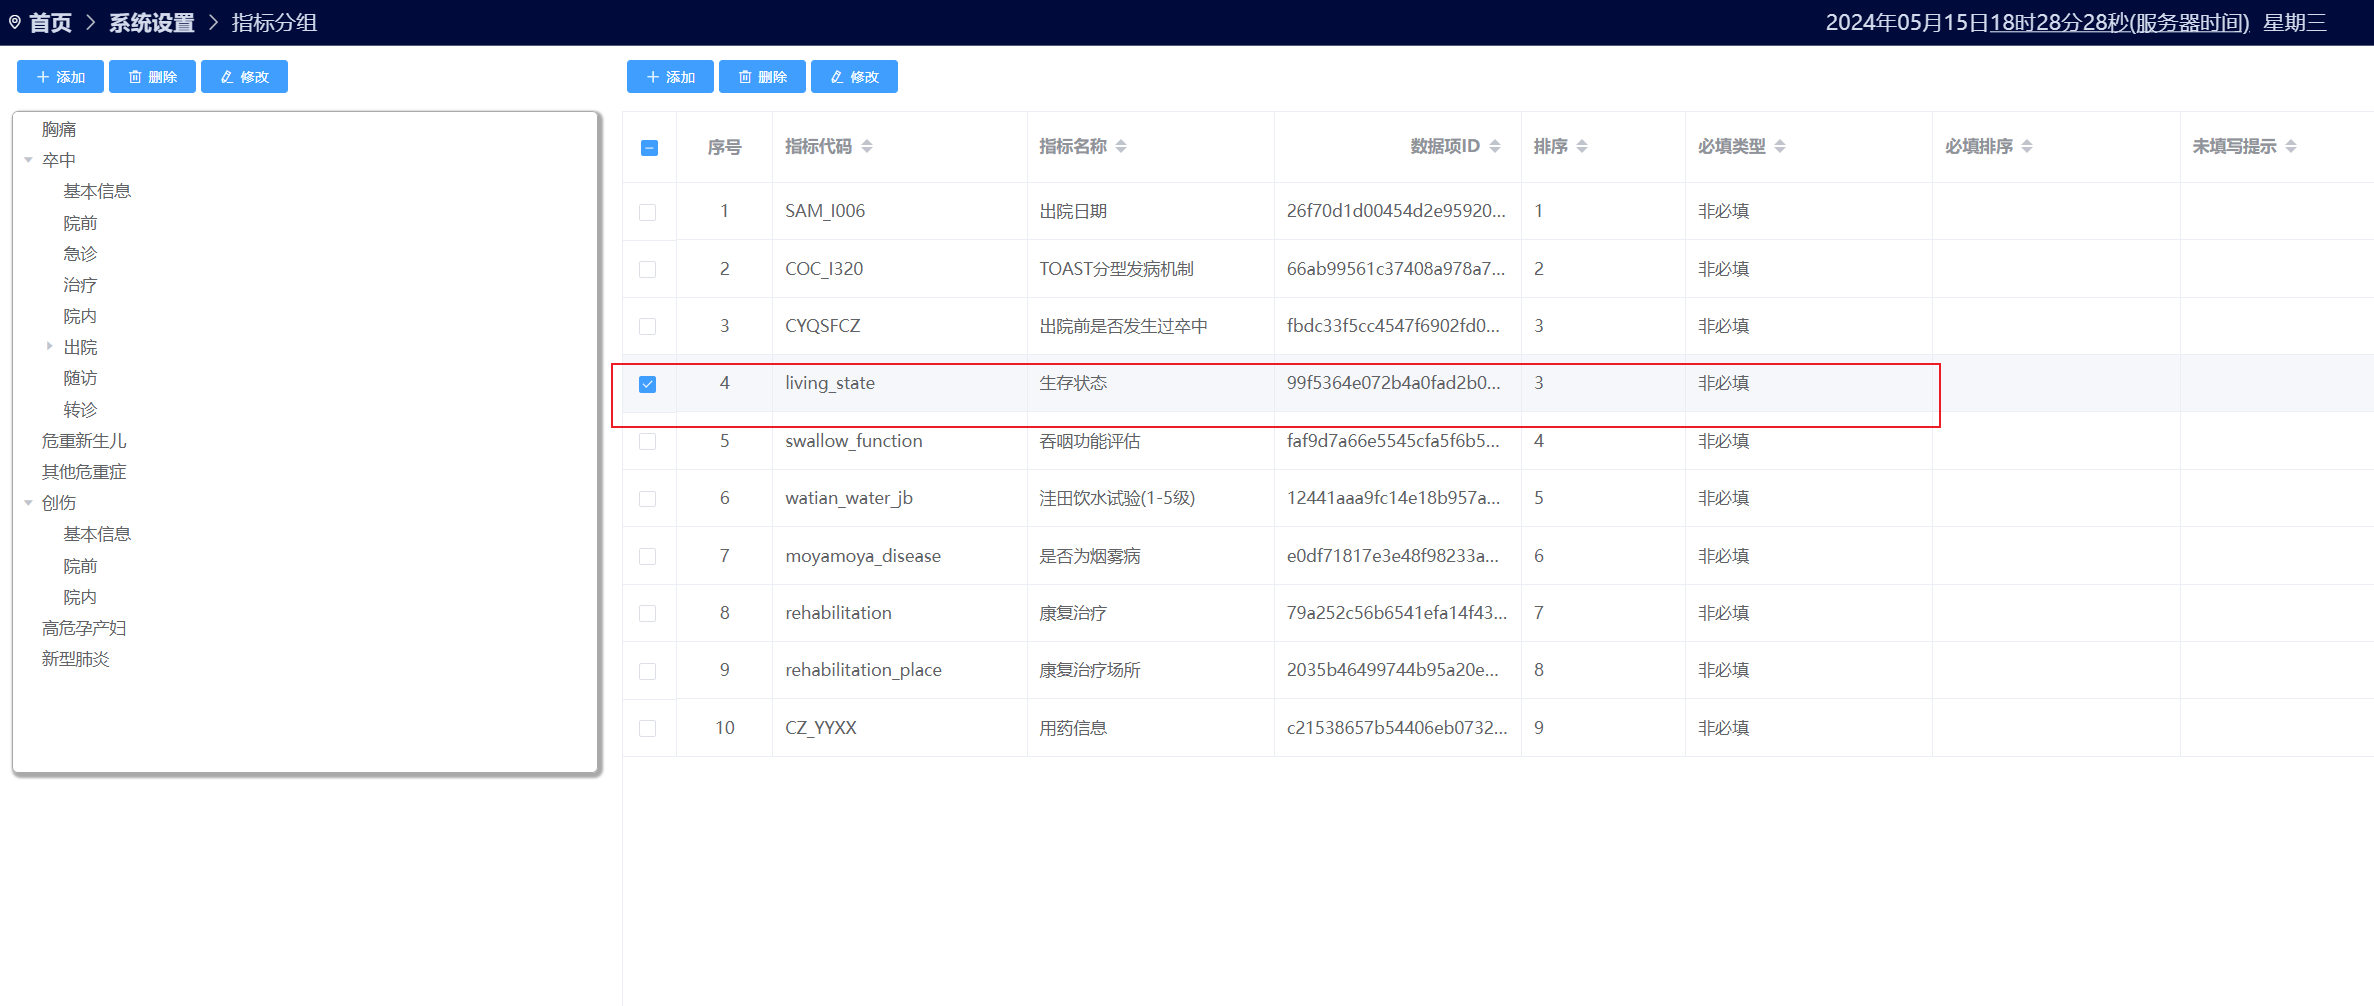 首页 > 系统设置 > 指标分组
2024年05月15日18时28分28秒(服务器时间) 星期三
添加 删除 修改
胸痛
卒中
基本信息
院前
急诊
治疗
院内
出院
随访
转诊
危重新生儿
其他危重症
创伤
基本信息
院前
院内
高危孕产妇
新型肺炎
添加 删除 修改
序号 指标代码 指标名称 数据项ID 排序 必填类型 必填排序 未填写提示
1 SAM_I006 出院日期 26f70d1d00454d2e95920... 1 非必填
2 COC_I320 TOAST分型发病机制 66ab99561c37408a978a7... 2 非必填
3 CYQSFCZ 出院前是否发生过卒中 fbdc33f5cc4547f6902fd0... 3 非必填
4 living_state 生存状态 99f5364e072b4a0fad2b0... 3 非必填
5 swallow_function 吞咽功能评估 faf9d7a66e5545cfa5f6b5... 4 非必填
6 watian_water_jb 洼田饮水试验(1-5级) 12441aaa9fc14e18b957a... 5 非必填
7 moyamoya_disease 是否为烟雾病 e0df71817e3e48f98233a... 6 非必填
8 rehabilitation 康复治疗 79a252c56b6541efa14f43... 7 非必填
9 rehabilitation_place 康复治疗场所 2035b46499744b95a20e... 8 非必填
10 CZ_YYXX 用药信息 c21538657b54406eb0732... 9 非必填